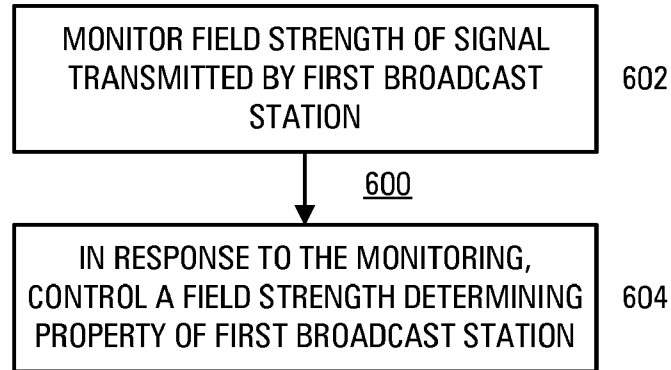 MONITOR FIELD STRENGTH OF SIGNAL
TRANSMITTED BY FIRST BROADCAST
STATION
602
600
IN RESPONSE TO THE MONITORING,
CONTROL A FIELD STRENGTH DETERMINING
PROPERTY OF FIRST BROADCAST STATION
604